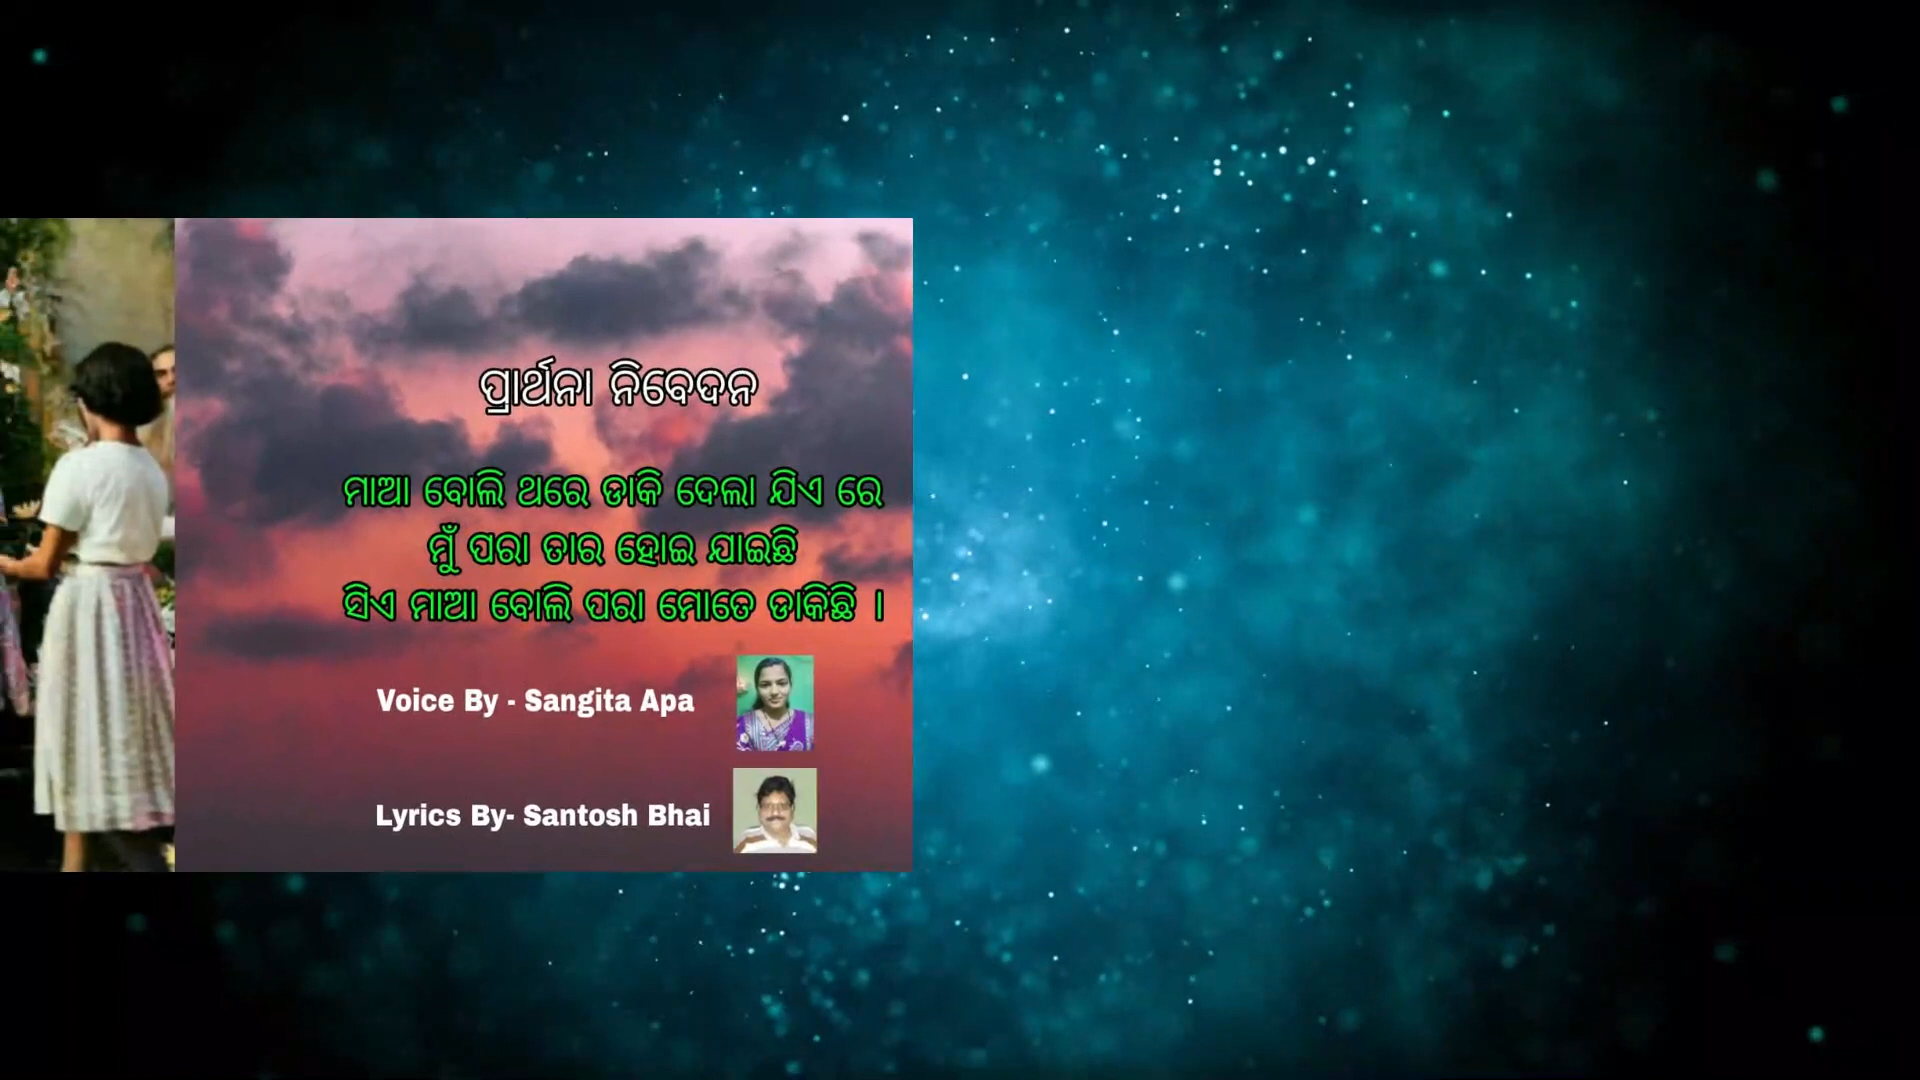 ପ୍ରାର୍ଥନା ନିବେଦନ
ମାଆ ବୋଲି ଥରେ ଡାକି ଦେଲା ଯିଏ ରେ
ମୁଁ ପରା ତାର ହୋଇ ଯାଇଛି
ସିଏ ମାଆ ବୋଲି ପରା ମୋତେ ଡାକିଛି ।
Voice By - Sangita Apa
Lyrics By- Santosh Bhai